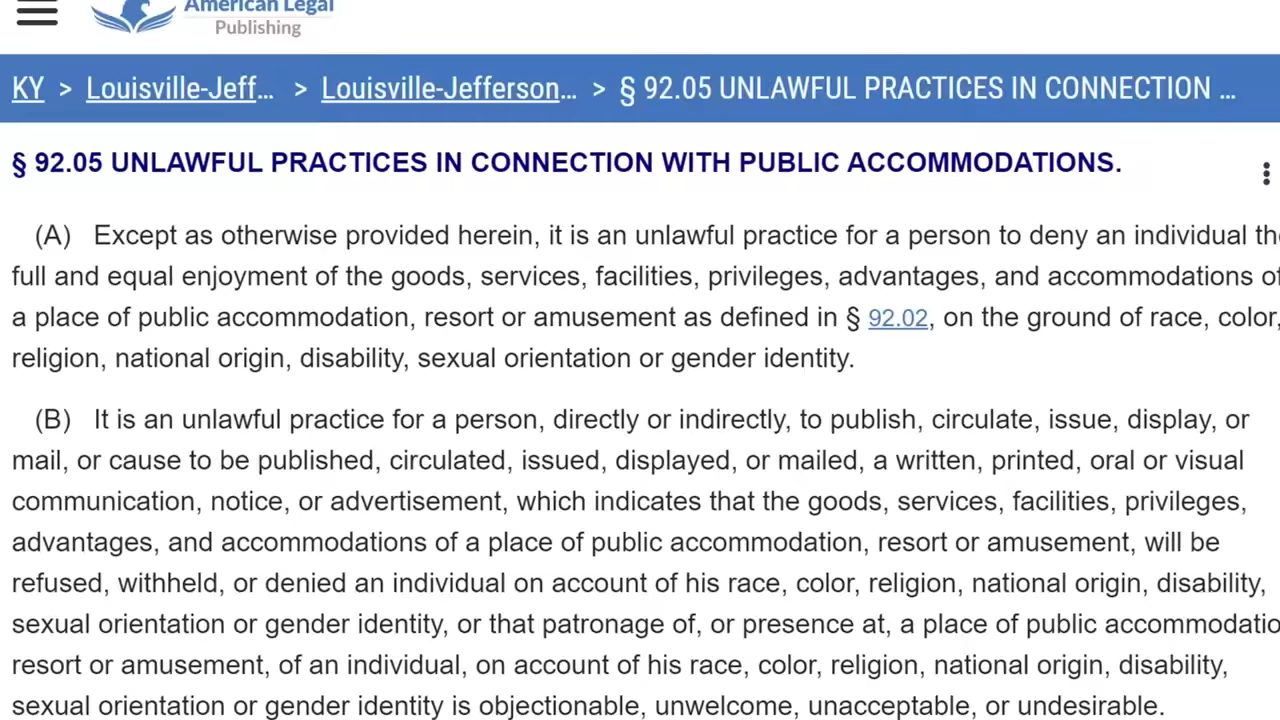 American Legal
Publishing
KY > Louisville-Jeff... > Louisville-Jefferson... > § 92.05 UNLAWFUL PRACTICES IN CONNECTION ...
§ 92.05 UNLAWFUL PRACTICES IN CONNECTION WITH PUBLIC ACCOMMODATIONS.
(A) Except as otherwise provided herein, it is an unlawful practice for a person to deny an individual the
full and equal enjoyment of the goods, services, facilities, privileges, advantages, and accommodations of
a place of public accommodation, resort or amusement as defined in § 92.02, on the ground of race, color,
religion, national origin, disability, sexual orientation or gender identity.
(B) It is an unlawful practice for a person, directly or indirectly, to publish, circulate, issue, display, or
mail, or cause to be published, circulated, issued, displayed, or mailed, a written, printed, oral or visual
communication, notice, or advertisement, which indicates that the goods, services, facilities, privileges,
advantages, and accommodations of a place of public accommodation, resort or amusement, will be
refused, withheld, or denied an individual on account of his race, color, religion, national origin, disability,
sexual orientation or gender identity, or that patronage of, or presence at, a place of public accommodatio
resort or amusement, of an individual, on account of his race, color, religion, national origin, disability,
sexual orientation or gender identity is objectionable, unwelcome, unacceptable, or undesirable.